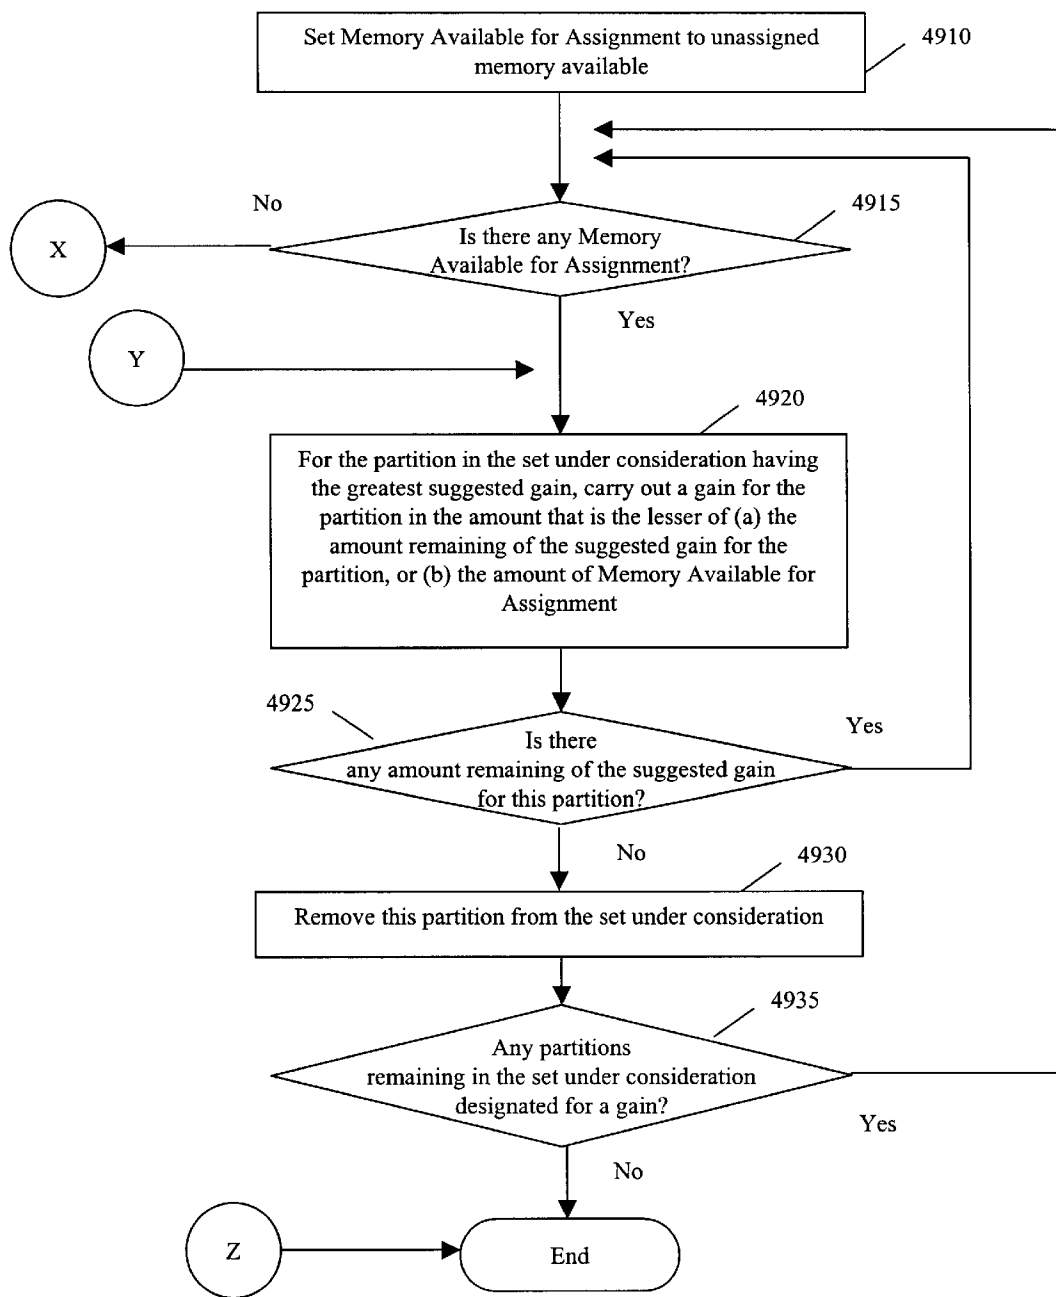 Set Memory Available for Assignment to unassigned
memory available
4910
No
4915
X
Is there any Memory
Available for Assignment?
Yes
Y
4920
For the partition in the set under consideration having
the greatest suggested gain, carry out a gain for the
partition in the amount that is the lesser of (a) the
amount remaining of the suggested gain for the
partition, or (b) the amount of Memory Available for
Assignment
4925
Yes
Is there
any amount remaining of the suggested gain
for this partition?
No
4930
Remove this partition from the set under consideration
4935
Any partitions
remaining in the set under consideration
designated for a gain?
Yes
No
Z
End